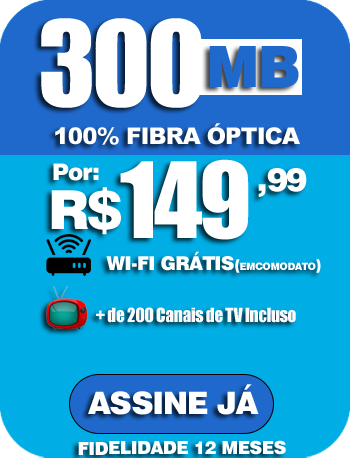 300 MB
100% FIBRA ÓPTICA
Por:
R$149,99
WI-FI GRÁTIS(EMCOMODATO)
+ de 200 Canais de TV Incluso
ASSINE JÁ
FIDELIDADE 12 MESES